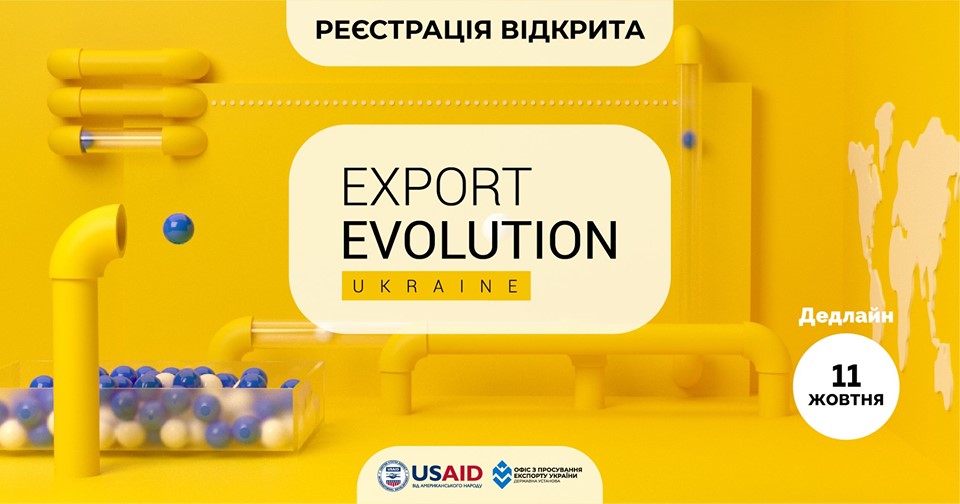 РЕЄСТРАЦІЯ ВІДКРИТА
EXPORT
EVOLUTION
UKRAINE
Дедлайн
11
ЖОВТНЯ
USAID
ВІД АМЕРИКАНСЬКОГО НАРОДУ
ОФІС З ПРОСУВАННЯ
ЕКСПОРТУ УКРАЇНИ
ДЕРЖАВНА УСТАНОВА